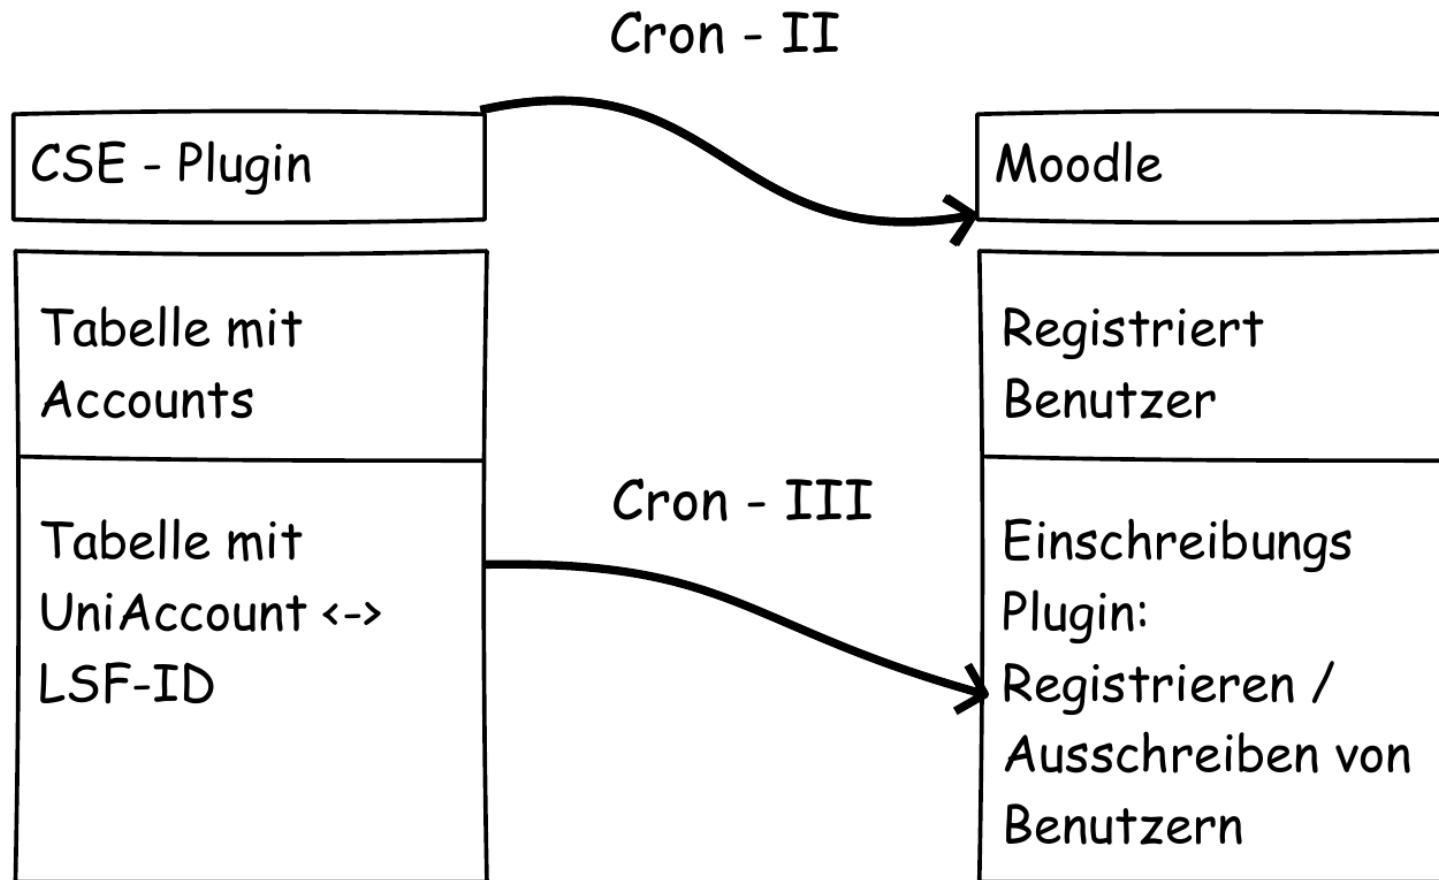 Cron - II
CSE - Plugin
Moodle
Tabelle mit
Accounts
Registriert
Benutzer
Cron - III
Tabelle mit
UniAccount <->
LSF-ID
Einschreibungs
Plugin:
Registrieren /
Ausschreiben von
Benutzern